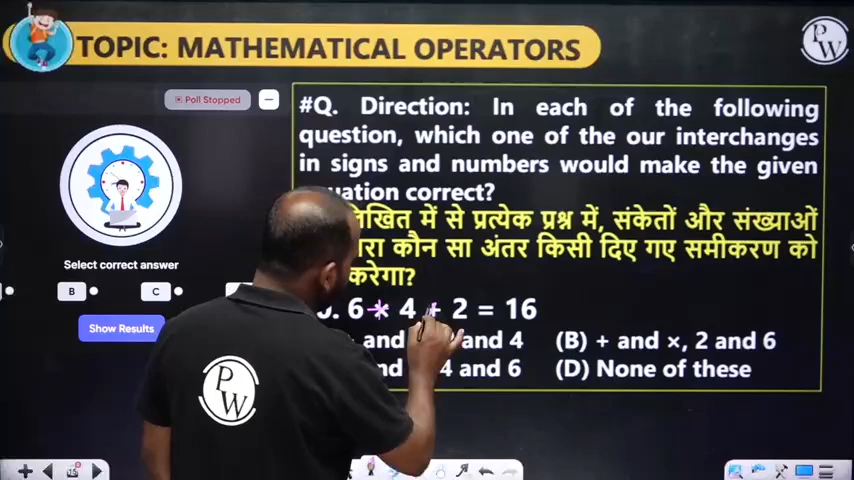 TOPIC: MATHEMATICAL OPERATORS
PW
Poll Stopped
#Q. Direction: In each of the following
question, which one of the our interchanges
in signs and numbers would make the given
correct?
में से प्रत्येक प्रश्न में, संकेतों और संख्याओं
कौन सा अंतर किसी दिए गए समीकरण को
करेगा?
Select correct answer
B C
Show Results
6 4 + 2 = 16
and and 4 (B) + and ×, 2 and 6
4 and 6 (D) None of these
PW